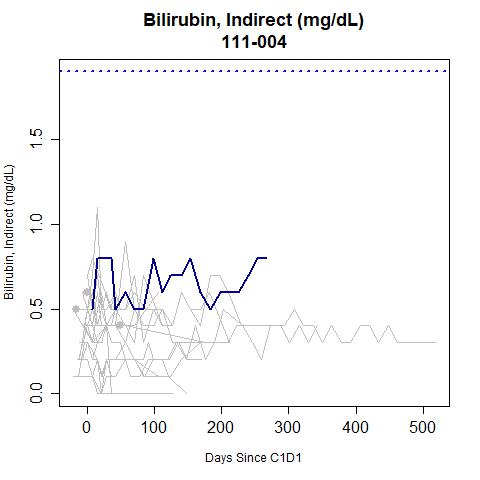 Bilirubin, Indirect (mg/dL)
111-004
Bilirubin, Indirect (mg/dL)
1.5
1.0
0.5
0.0
0 100 200 300 400 500
Days Since C1D1